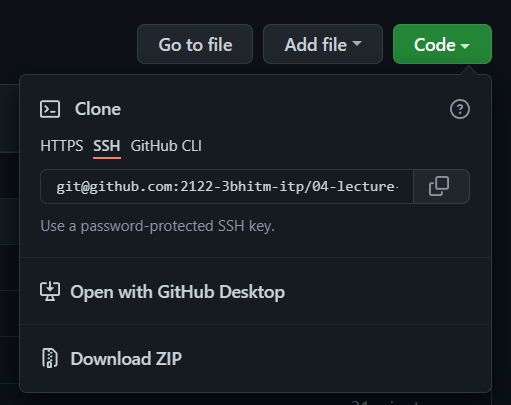 Go to file Add file Code
Clone
HTTPS SSH GitHub CLI
git@github.com:2122-3bhitm-itp/04-lecture-
Use a password-protected SSH key.
Open with GitHub Desktop
Download ZIP